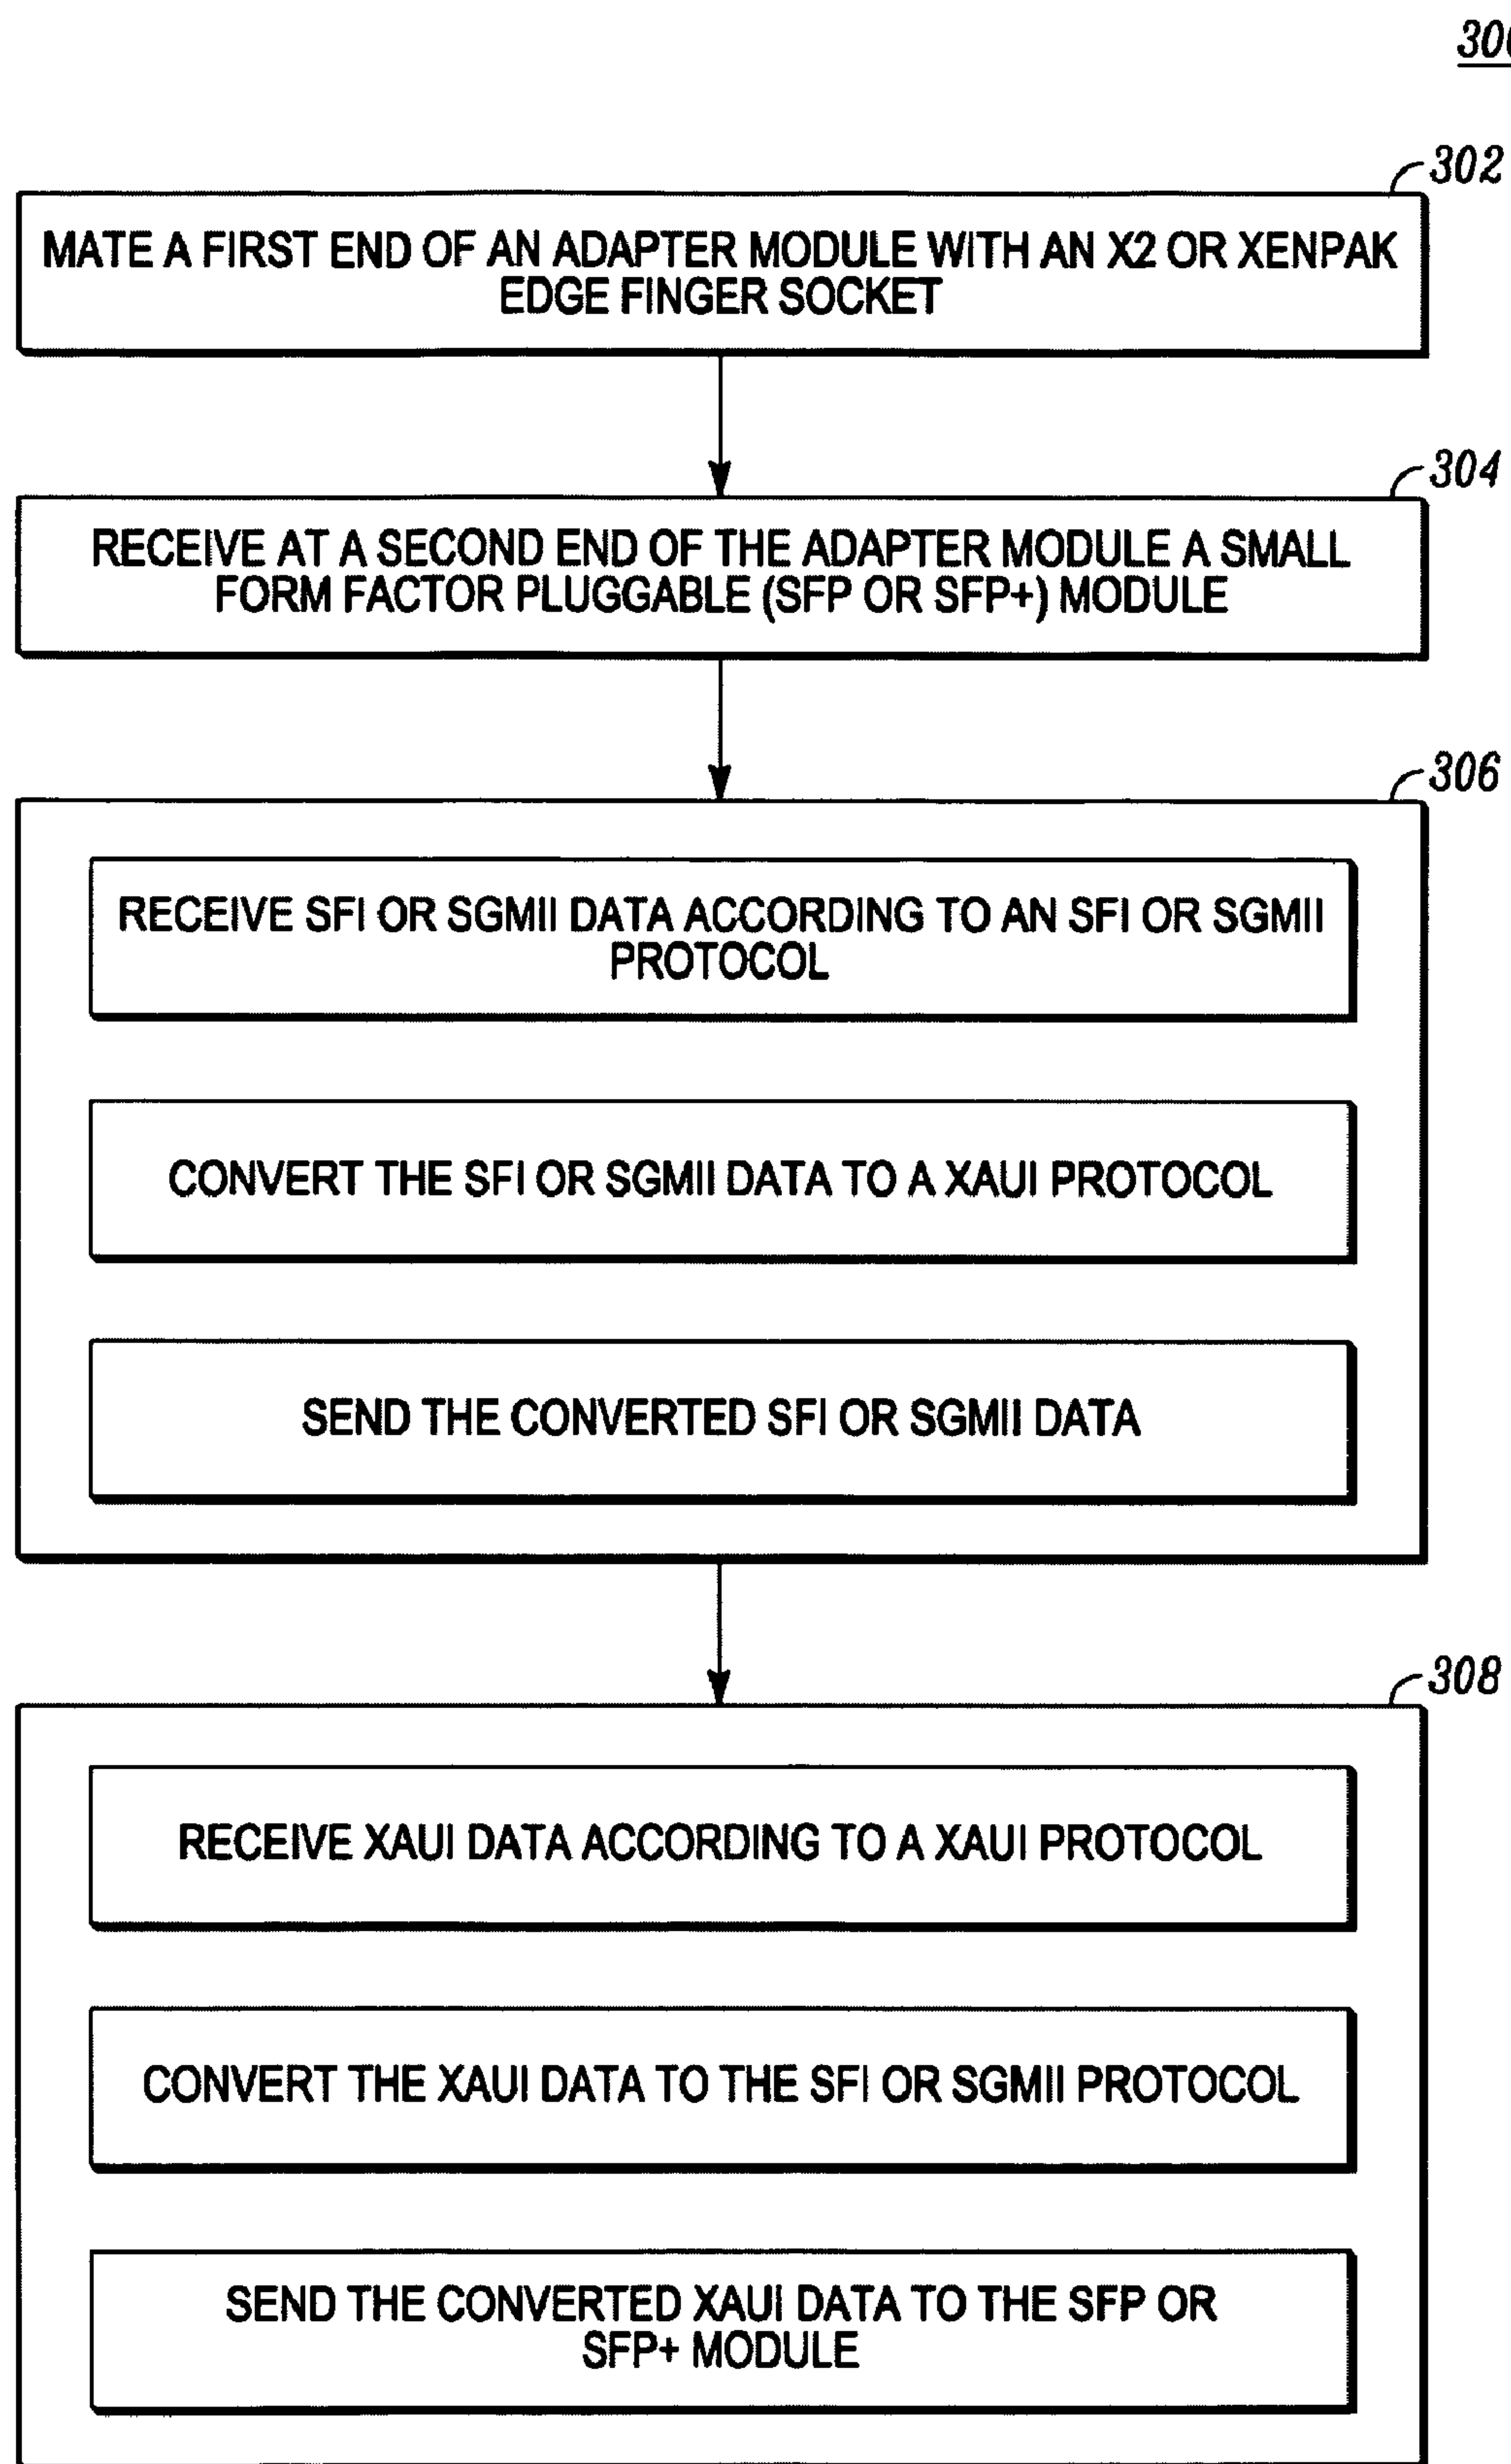 300
302
MATE A FIRST END OF AN ADAPTER MODULE WITH AN X2 OR XENPAK
EDGE FINGER SOCKET
304
RECEIVE AT A SECOND END OF THE ADAPTER MODULE A SMALL
FORM FACTOR PLUGGABLE (SFP OR SFP+) MODULE
306
RECEIVE SFI OR SGMII DATA ACCORDING TO AN SFI OR SGMII
PROTOCOL
CONVERT THE SFI OR SGMII DATA TO A XAUI PROTOCOL
SEND THE CONVERTED SFI OR SGMII DATA
308
RECEIVE XAUI DATA ACCORDING TO A XAUI PROTOCOL
CONVERT THE XAUI DATA TO THE SFI OR SGMII PROTOCOL
SEND THE CONVERTED XAUI DATA TO THE SFP OR
SFP+ MODULE